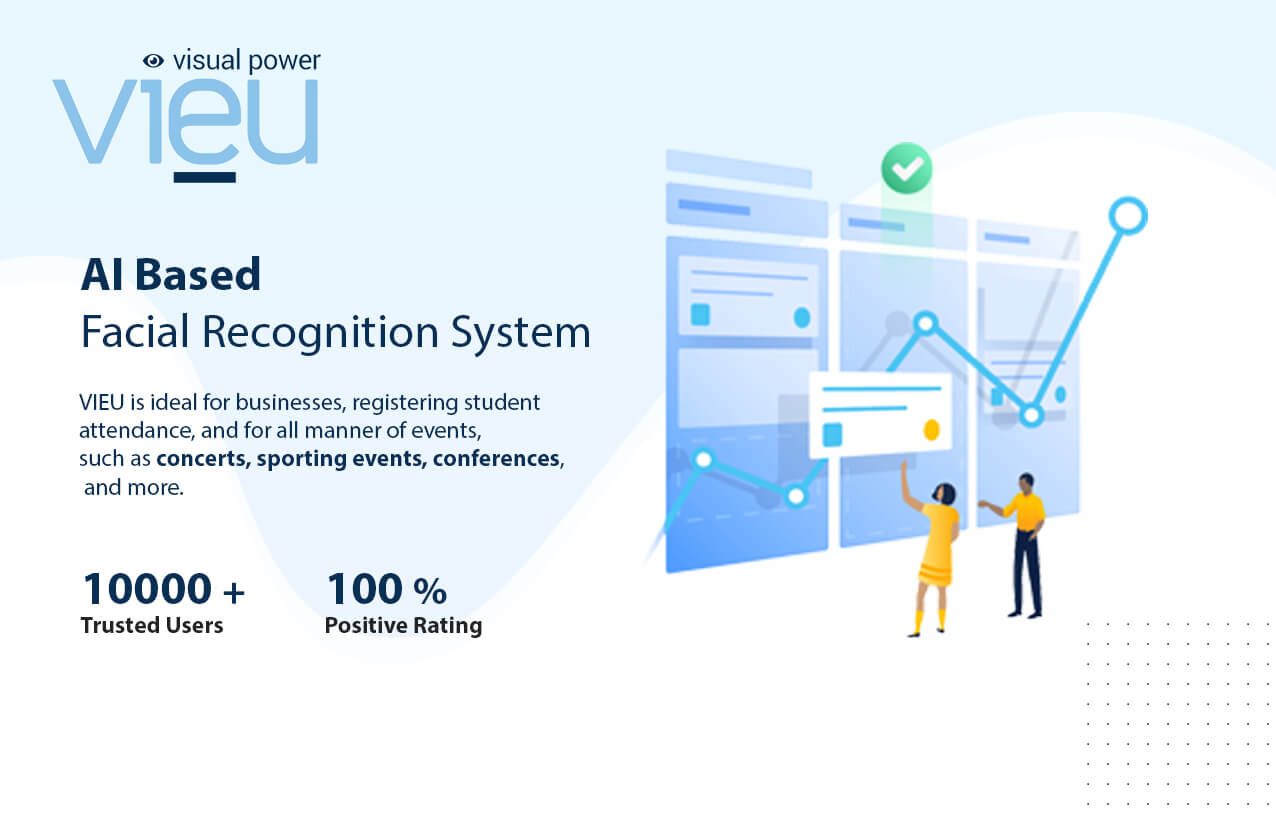 visual power
vieu
AI Based
Facial Recognition System
VIEU is ideal for businesses, registering student
attendance, and for all manner of events,
such as concerts, sporting events, conferences,
and more.
10000 +
Trusted Users
100 %
Positive Rating